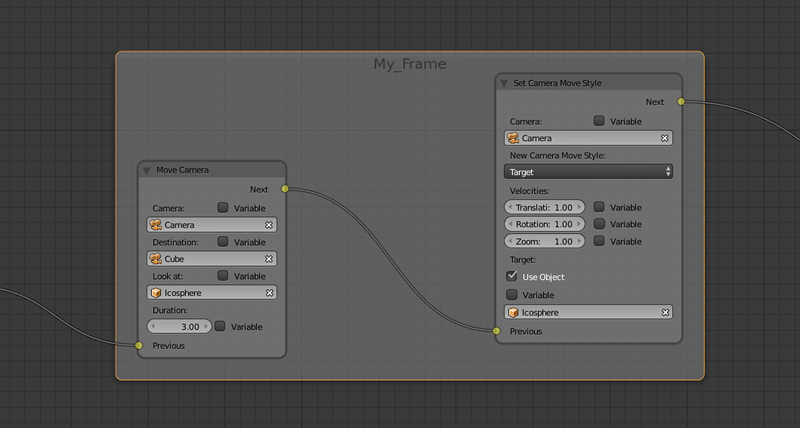 My_Frame
Move Camera
Next
Camera: Variable
Camera
Destination: Variable
Cube
Look at: Variable
Icosphere
Duration:
3.00 Variable
Previous
Set Camera Move Style
Next
Camera: Variable
Camera
New Camera Move Style:
Target
Velocities:
Translati: 1.00 Variable
Rotation: 1.00 Variable
Zoom: 1.00 Variable
Target:
Use Object
Variable
Icosphere
Previous